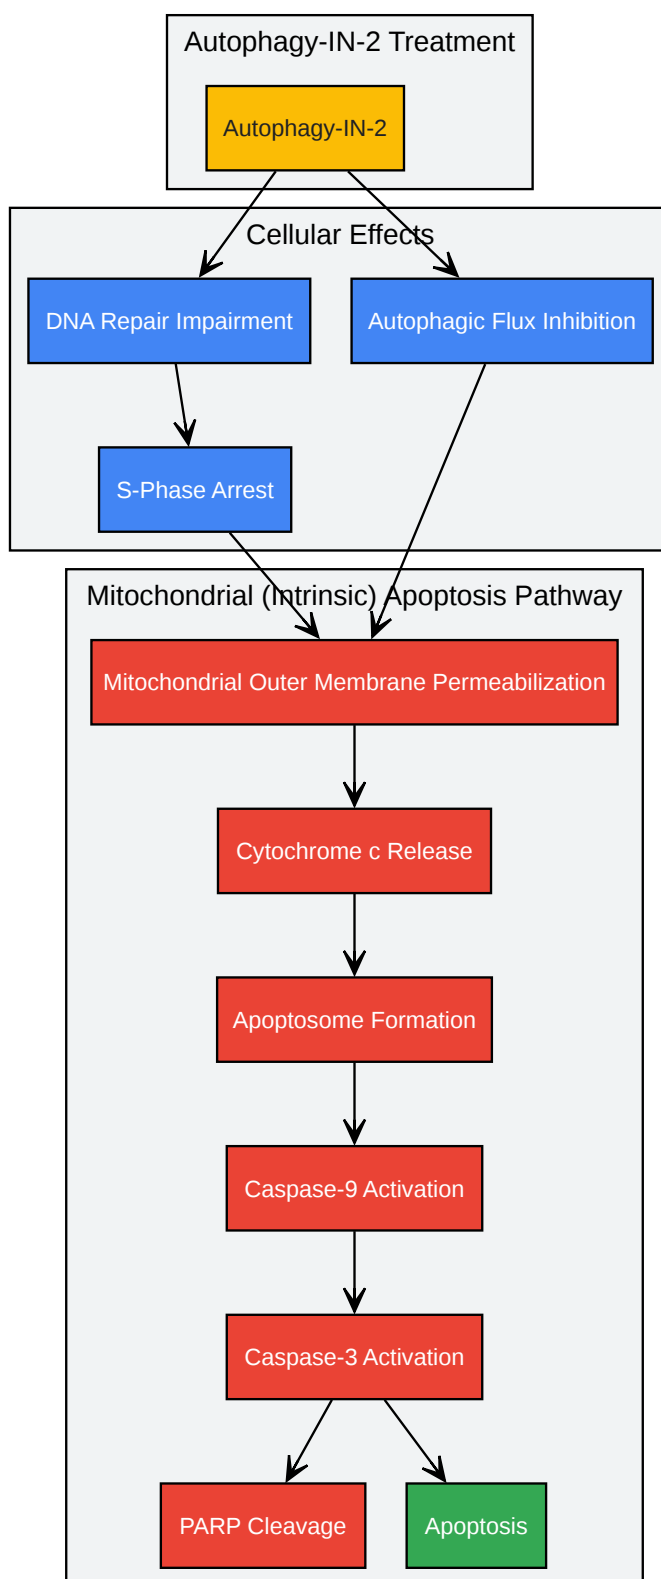 Autophagy-IN-2 Treatment
Autophagy-IN-2
Cellular Effects
DNA Repair Impairment
Autophagic Flux Inhibition
S-Phase Arrest
Mitochondrial (Intrinsic) Apoptosis Pathway
Mitochondrial Outer Membrane Permeabilization
Cytochrome c Release
Apoptosome Formation
Caspase-9 Activation
Caspase-3 Activation
PARP Cleavage
Apoptosis